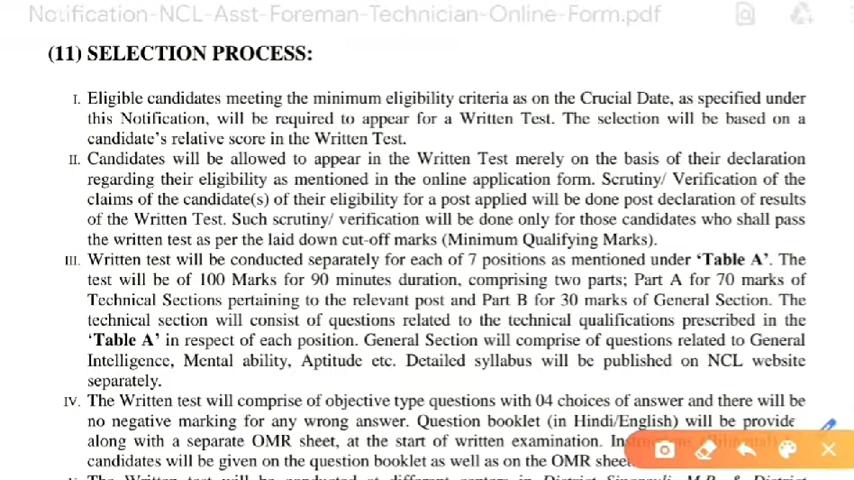 Notification-NCL-Asst-Foreman-Technician-Online-Form.pdf
(11) SELECTION PROCESS:
I. Eligible candidates meeting the minimum eligibility criteria as on the Crucial Date, as specified under
this Notification, will be required to appear for a Written Test. The selection will be based on a
candidate's relative score in the Written Test.
II. Candidates will be allowed to appear in the Written Test merely on the basis of their declaration
regarding their eligibility as mentioned in the online application form. Scrutiny/ Verification of the
claims of the candidate(s) of their eligibility for a post applied will be done post declaration of results
of the Written Test. Such scrutiny/ verification will be done only for those candidates who shall pass
the written test as per the laid down cut-off marks (Minimum Qualifying Marks).
III. Written test will be conducted separately for each of 7 positions as mentioned under 'Table A'. The
test will be of 100 Marks for 90 minutes duration, comprising two parts; Part A for 70 marks of
Technical Sections pertaining to the relevant post and Part B for 30 marks of General Section. The
technical section will consist of questions related to the technical qualifications prescribed in the
'Table A' in respect of each position. General Section will comprise of questions related to General
Intelligence, Mental ability, Aptitude etc. Detailed syllabus will be published on NCL website
separately.
IV. The Written test will comprise of objective type questions with 04 choices of answer and there will be
no negative marking for any wrong answer. Question booklet (in Hindi/English) will be provide
along with a separate OMR sheet, at the start of written examination.
candidates will be given on the question booklet as well as on the OMR sheet
V. The Written test will be conducted at different centers in District Singrauli, M.P. & District